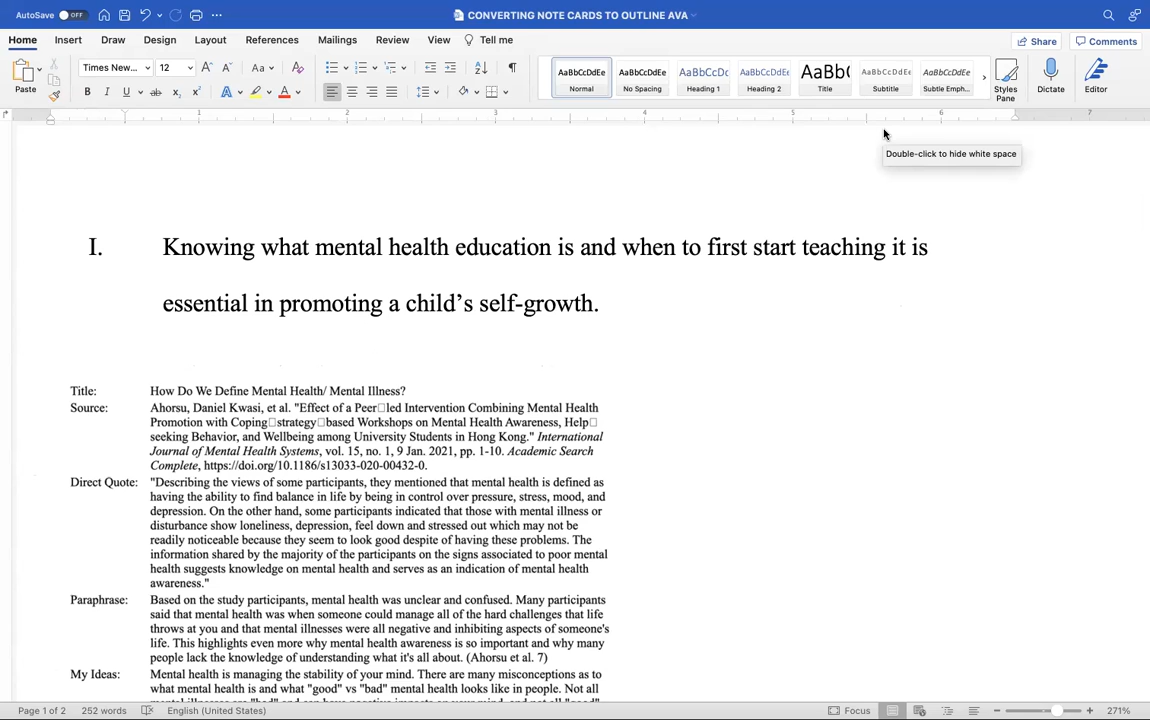 AutoSave OFF CONVERTING NOTE CARDS TO OUTLINE AVA
Home Insert Draw Design Layout References Mailings Review View Tell me Share Comments
Paste Times New... 12 Aa AaBbCcDdEe Normal AaBbCcDdEe No Spacing AaBbCcDc Heading 1 AaBbCcDdEe Heading 2 AaBb( Title AaBbCcDdEe Subtitle AaBbCcDdEe Subtle Emph... Styles Pane Dictate Editor
B I U ab x₂ x² A A
1 2 3 4 5 6 7
Double-click to hide white space
I. Knowing what mental health education is and when to first start teaching it is
essential in promoting a child’s self-growth.
Title: How Do We Define Mental Health/ Mental Illness?
Source: Ahorsu, Daniel Kwasi, et al. "Effect of a Peer□led Intervention Combining Mental Health
Promotion with Coping□strategy□based Workshops on Mental Health Awareness, Help□
seeking Behavior, and Wellbeing among University Students in Hong Kong." International
Journal of Mental Health Systems, vol. 15, no. 1, 9 Jan. 2021, pp. 1-10. Academic Search
Complete, https://doi.org/10.1186/s13033-020-00432-0.
Direct Quote: "Describing the views of some participants, they mentioned that mental health is defined as
having the ability to find balance in life by being in control over pressure, stress, mood, and
depression. On the other hand, some participants indicated that those with mental illness or
disturbance show loneliness, depression, feel down and stressed out which may not be
readily noticeable because they seem to look good despite of having these problems. The
information shared by the majority of the participants on the signs associated to poor mental
health suggests knowledge on mental health and serves as an indication of mental health
awareness."
Paraphrase: Based on the study participants, mental health was unclear and confused. Many participants
said that mental health was when someone could manage all of the hard challenges that life
throws at you and that mental illnesses were all negative and inhibiting aspects of someone's
life. This highlights even more why mental health awareness is so important and why many
people lack the knowledge of understanding what it's all about. (Ahorsu et al. 7)
My Ideas: Mental health is managing the stability of your mind. There are many misconceptions as to
what mental health is and what "good" vs "bad" mental health looks like in people. Not all
Page 1 of 2 252 words English (United States) Focus 271%